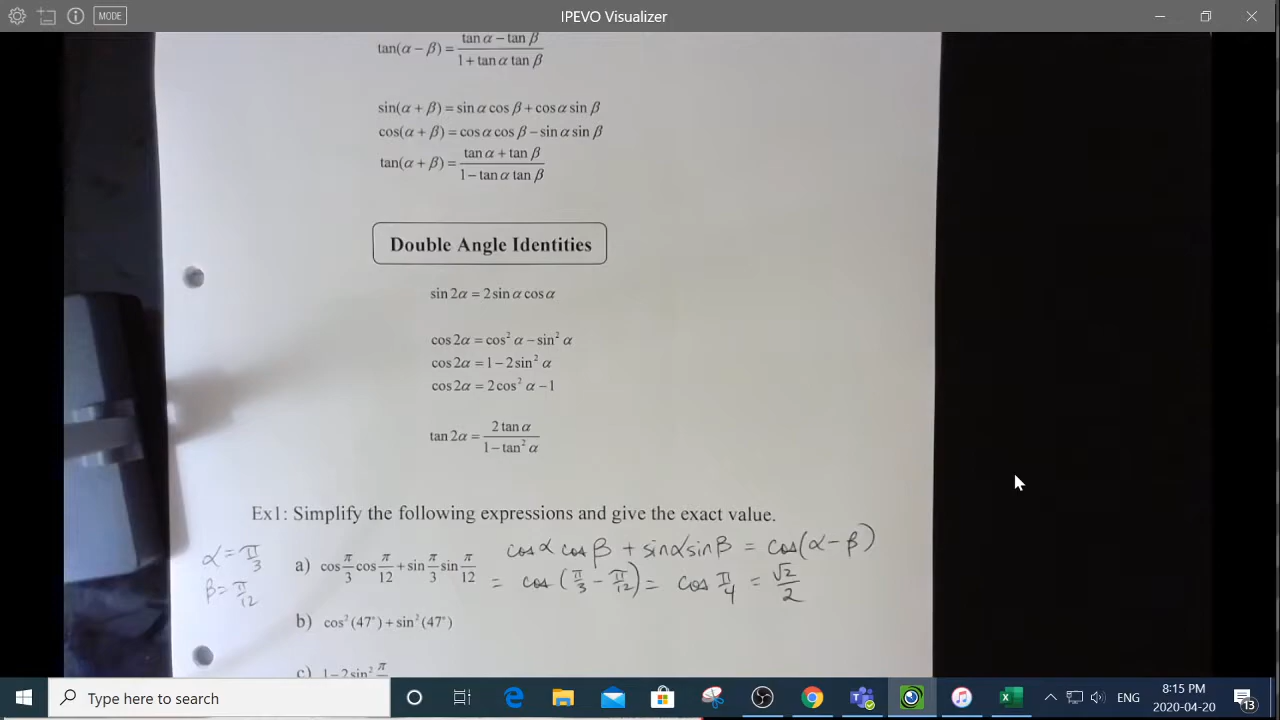 MODE
IPEVO Visualizer
tan(α − β) = (tan α − tan β)/(1 + tan α tan β)
sin(α + β) = sin α cos β + cos α sin β
cos(α + β) = cos α cos β − sin α sin β
tan(α + β) = (tan α + tan β)/(1 − tan α tan β)
Double Angle Identities
sin 2α = 2 sin α cos α
cos 2α = cos² α − sin² α
cos 2α = 1 − 2 sin² α
cos 2α = 2 cos² α − 1
tan 2α = (2 tan α)/(1 − tan² α)
Ex1: Simplify the following expressions and give the exact value.
α = π/3
β = π/12
cos α cos β + sin α sin β = cos(α − β)
a) cos π/3 cos π/12 + sin π/3 sin π/12 = cos (π/3 − π/12) = cos π/4 = √2/2
b) cos² (47°) + sin² (47°)
c) 1 − 2 sin² π
Type here to search
ENG
8:15 PM
2020-04-20
13